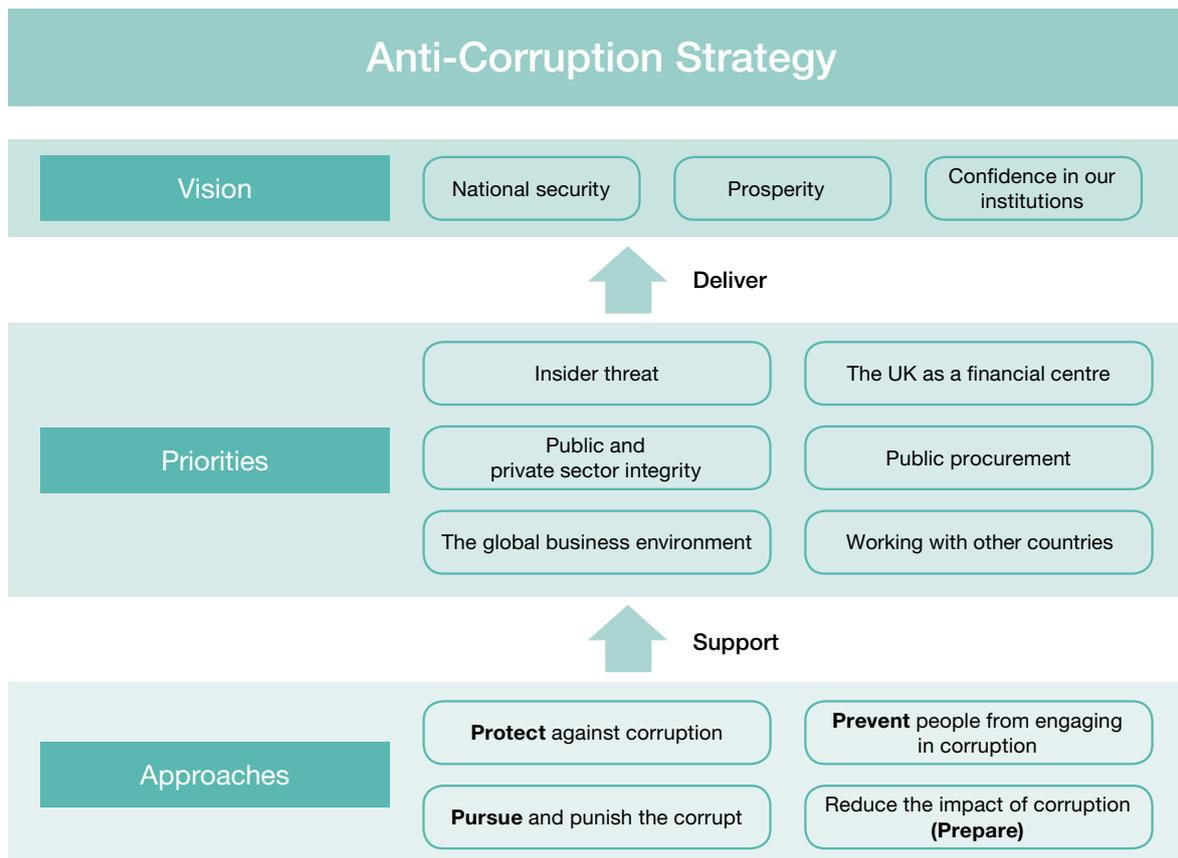 Anti-Corruption Strategy
Vision
National security
Prosperity
Confidence in our
institutions
Deliver
Priorities
Insider threat
The UK as a financial centre
Public and
private sector integrity
Public procurement
The global business environment
Working with other countries
Support
Approaches
Protect against corruption
Prevent people from engaging
in corruption
Pursue and punish the corrupt
Reduce the impact of corruption
(Prepare)